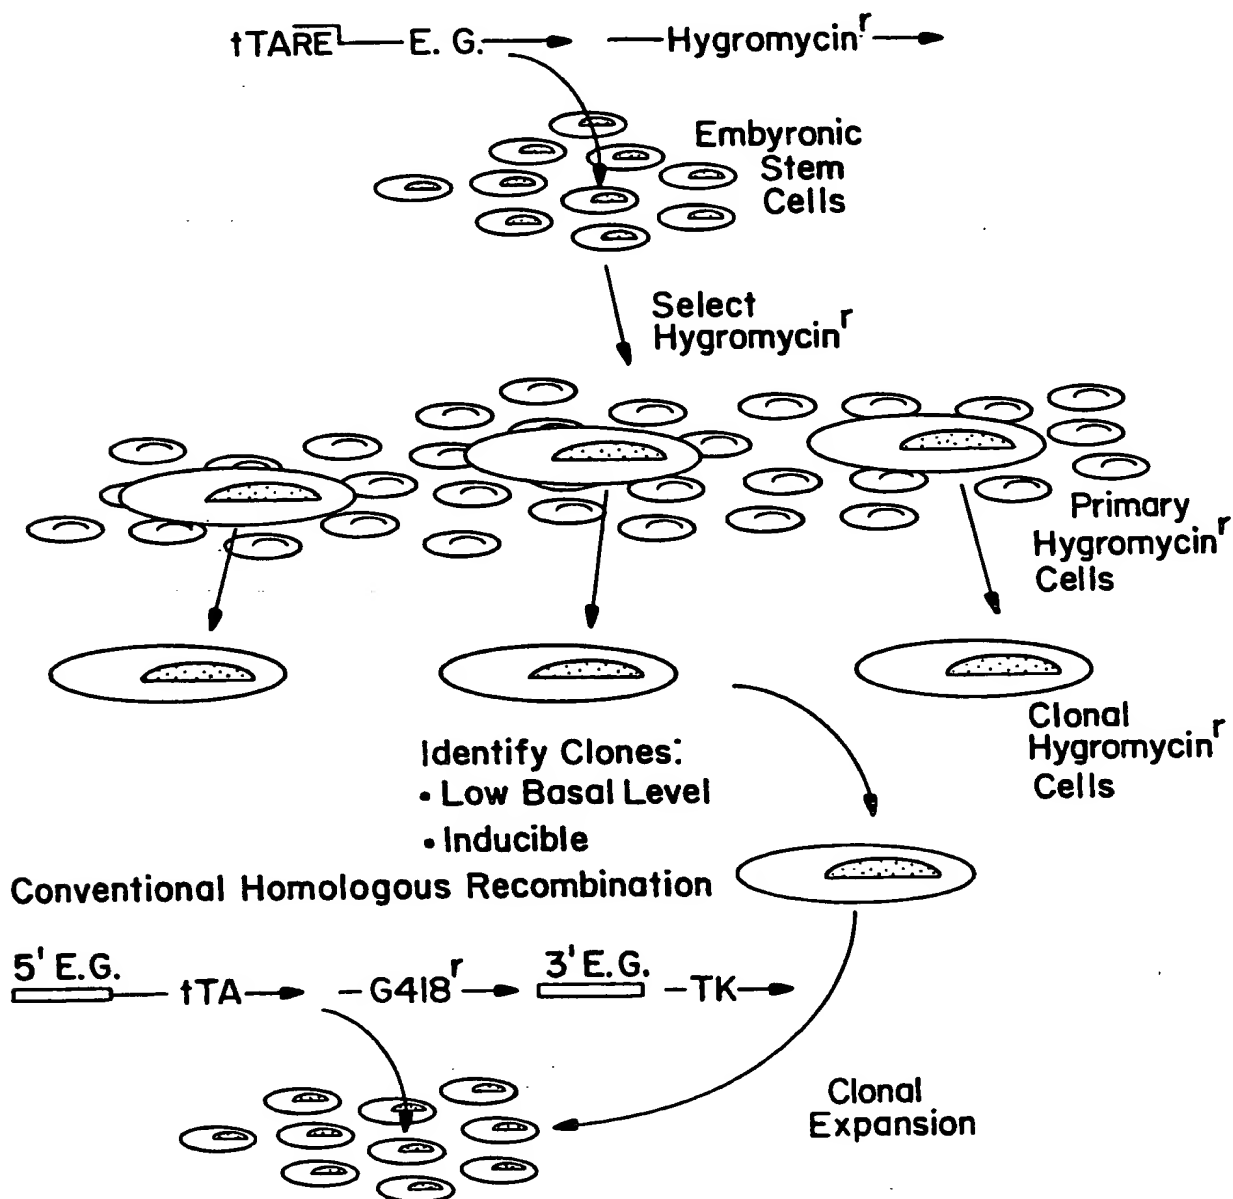 tTARE E. G. Hygromycin^r
Embyronic
Stem
Cells
Select
Hygromycin^r
Primary
Hygromycin^r
Cells
Clonal
Hygromycin^r
Cells
Identify Clones:
• Low Basal Level
• Inducible
Conventional Homologous Recombination
5' E.G. tTA G418^r 3' E.G. TK
Clonal
Expansion